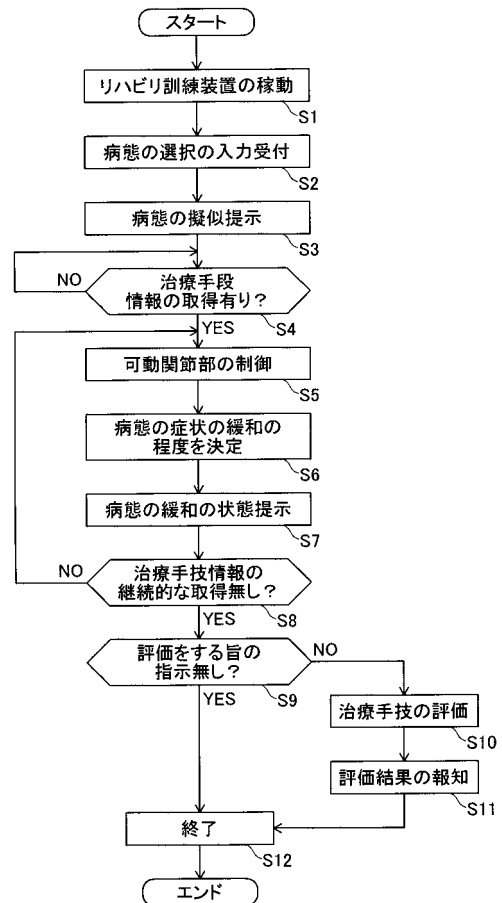 スタート
リハビリ訓練装置の稼動
S1
病態の選択の入力受付
S2
病態の擬似提示
S3
治療手段
情報の取得有り?
NO
S4
YES
可動関節部の制御
S5
病態の症状の緩和の
程度を決定
S6
病態の緩和の状態提示
S7
治療手技情報の
継続的な取得無し?
NO
S8
YES
評価をする旨の
指示無し?
NO
S9
YES
治療手技の評価
S10
評価結果の報知
S11
終了
S12
エンド